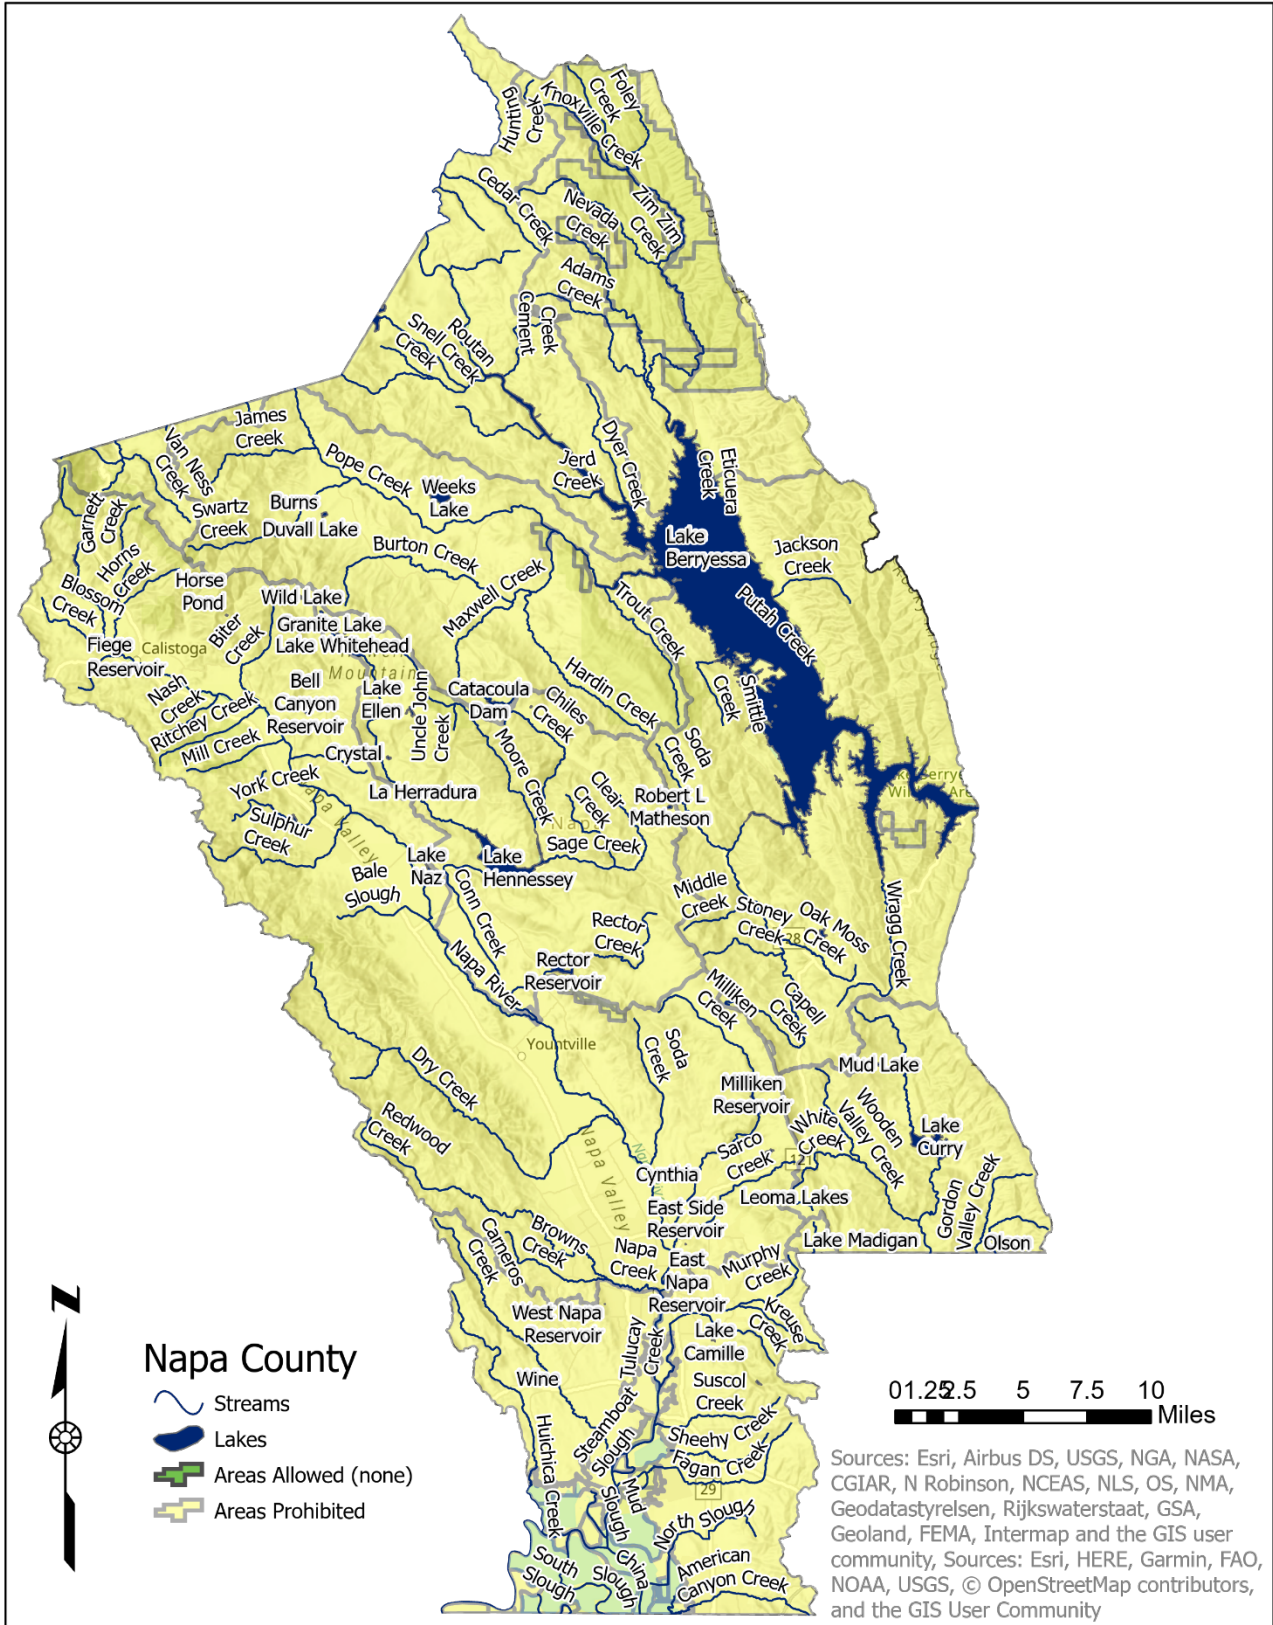 Foley
Creek
Knoxville Creek
Hunting
Creek
Cedar Creek
Nevada
Creek
Zim Zim
Creek
Adams
Creek
Cement
Creek
Routan
Snell Creek
Creek
James
Creek
Van Ness
Creek
Dyer Creek
Eticuera
Creek
Jerd
Creek
Pope Creek
Weeks
Lake
Swartz
Creek
Burns
Duvall Lake
Garnett
Creek
Horns
Creek
Blossom
Creek
Lake
Berryessa
Jackson
Creek
Burton Creek
Maxwell Creek
Horse
Pond
Wild Lake
Trout Creek
Putah Creek
Granite Lake
Lake Whitehead
Biter
Creek
Fiege
Reservoir
Calistoga
Mountain
Hardin Creek
Smittle
Creek
Nash
Creek
Bell
Canyon
Reservoir
Lake
Ellen
Uncle John
Creek
Catacoula
Dam
Chiles
Creek
Ritchey Creek
Mill Creek
Crystal
Moore Creek
Soda
Creek
York Creek
La Herradura
Clear
Creek
Robert L
Matheson
Napa Valley
Sulphur
Creek
Napa
Sage Creek
Lake
Naz
Lake
Hennessey
Bale
Slough
Conn Creek
Middle
Creek
Stoney
Creek
Oak Moss
Creek
Wragg Creek
128
Rector
Creek
Rector
Reservoir
Napa River
Milliken
Creek
Capell
Creek
Yountville
Soda
Creek
Mud Lake
Dry Creek
Milliken
Reservoir
Wooden
Valley Creek
White
Creek
Lake
Curry
Redwood
Creek
Napa Valley
Sarco
Creek
121
Cynthia
Leoma Lakes
Gordon
Valley Creek
East Side
Reservoir
Browns
Creek
Carneros
Creek
Napa
Creek
Lake Madigan
Olson
East
Napa
Reservoir
Murphy
Creek
West Napa
Reservoir
Kreuse
Creek
Tulucay
Creek
Lake
Camille
Wine
Suscol
Creek
Huichica Creek
Steamboat
Slough
Sheehy Creek
Fagan Creek
29
Mud
Slough
North Slough
South
Slough
China
Slough
American
Canyon Creek
N
Napa County
Streams
Lakes
Areas Allowed (none)
Areas Prohibited
0 1.25 2.5 5 7.5 10
Miles
Sources: Esri, Airbus DS, USGS, NGA, NASA,
CGIAR, N Robinson, NCEAS, NLS, OS, NMA,
Geodatastyrelsen, Rijkswaterstaat, GSA,
Geoland, FEMA, Intermap and the GIS user
community, Sources: Esri, HERE, Garmin, FAO,
NOAA, USGS, © OpenStreetMap contributors,
and the GIS User Community